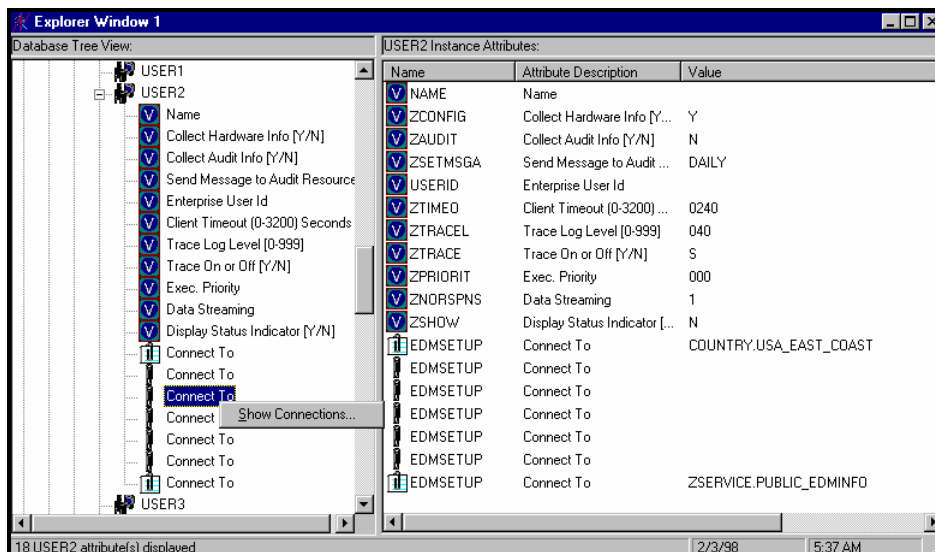 Explorer Window 1
Database Tree View:
USER2 Instance Attributes:
USER1
USER2
Name
Collect Hardware Info [Y/N]
Collect Audit Info [Y/N]
Send Message to Audit Resource
Enterprise User Id
Client Timeout (0-3200) Seconds
Trace Log Level [0-999]
Trace On or Off [Y/N]
Exec. Priority
Data Streaming
Display Status Indicator [Y/N]
Connect To
Connect To
Connect To
Connect
Show Connections...
Connect To
Connect To
Connect To
USER3
Name Attribute Description Value
NAME Name
ZCONFIG Collect Hardware Info [Y... Y
ZAUDIT Collect Audit Info [Y/N] N
ZSETMSGA Send Message to Audit ... DAILY
USERID Enterprise User Id
ZTIMEO Client Timeout (0-3200) ... 0240
ZTRACEL Trace Log Level [0-999] 040
ZTRACE Trace On or Off [Y/N] S
ZPRIORIT Exec. Priority 000
ZNORSPNS Data Streaming 1
ZSHOW Display Status Indicator [... N
EDMSETUP Connect To COUNTRY.USA_EAST_COAST
EDMSETUP Connect To
EDMSETUP Connect To
EDMSETUP Connect To
EDMSETUP Connect To
EDMSETUP Connect To
EDMSETUP Connect To ZSERVICE.PUBLIC_EDMINFO
18 USER2 attribute(s) displayed
2/3/98
5:37 AM